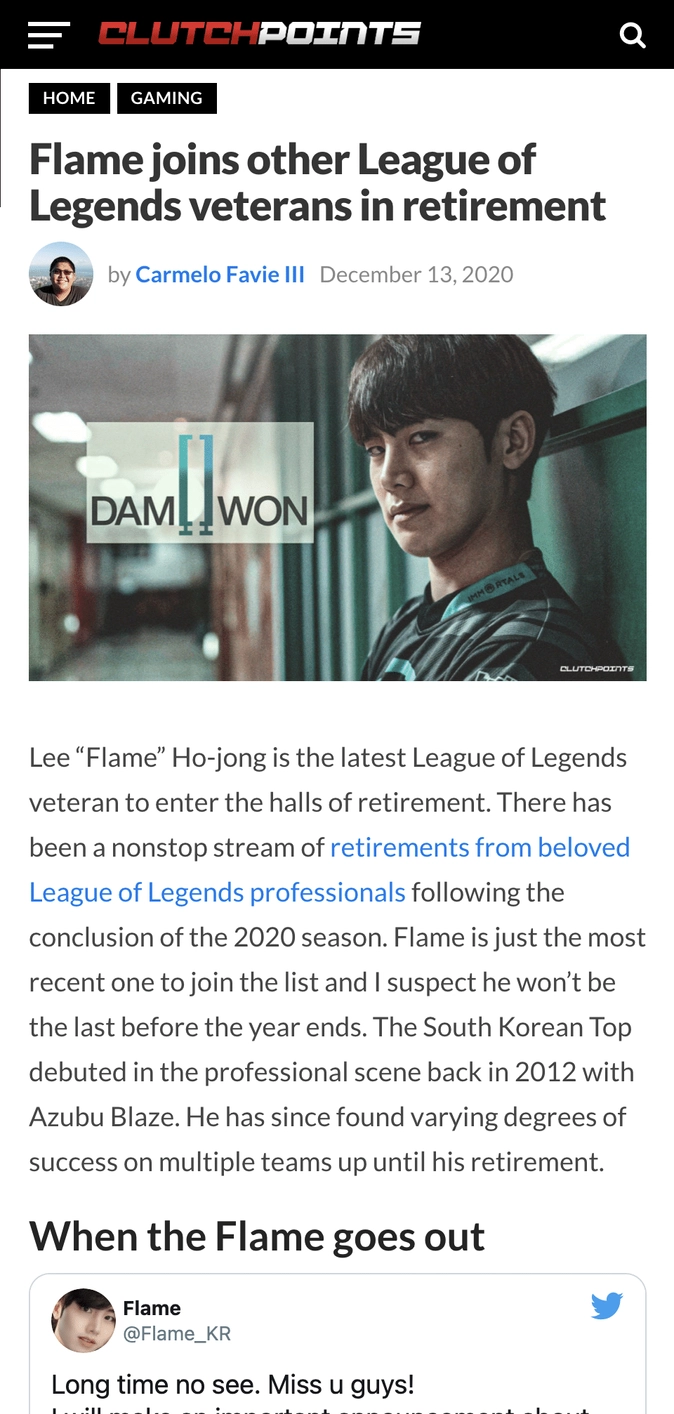 CLUTCHPOINTS
HOME GAMING
Flame joins other League of
Legends veterans in retirement
by Carmelo Favie III December 13, 2020
DAM WON
IMMORTALS
CLUTCHPOINTS
Lee “Flame” Ho-jong is the latest League of Legends
veteran to enter the halls of retirement. There has
been a nonstop stream of retirements from beloved
League of Legends professionals following the
conclusion of the 2020 season. Flame is just the most
recent one to join the list and I suspect he won’t be
the last before the year ends. The South Korean Top
debuted in the professional scene back in 2012 with
Azubu Blaze. He has since found varying degrees of
success on multiple teams up until his retirement.
When the Flame goes out
Flame
@Flame_KR
Long time no see. Miss u guys!
I will make an important announcement about